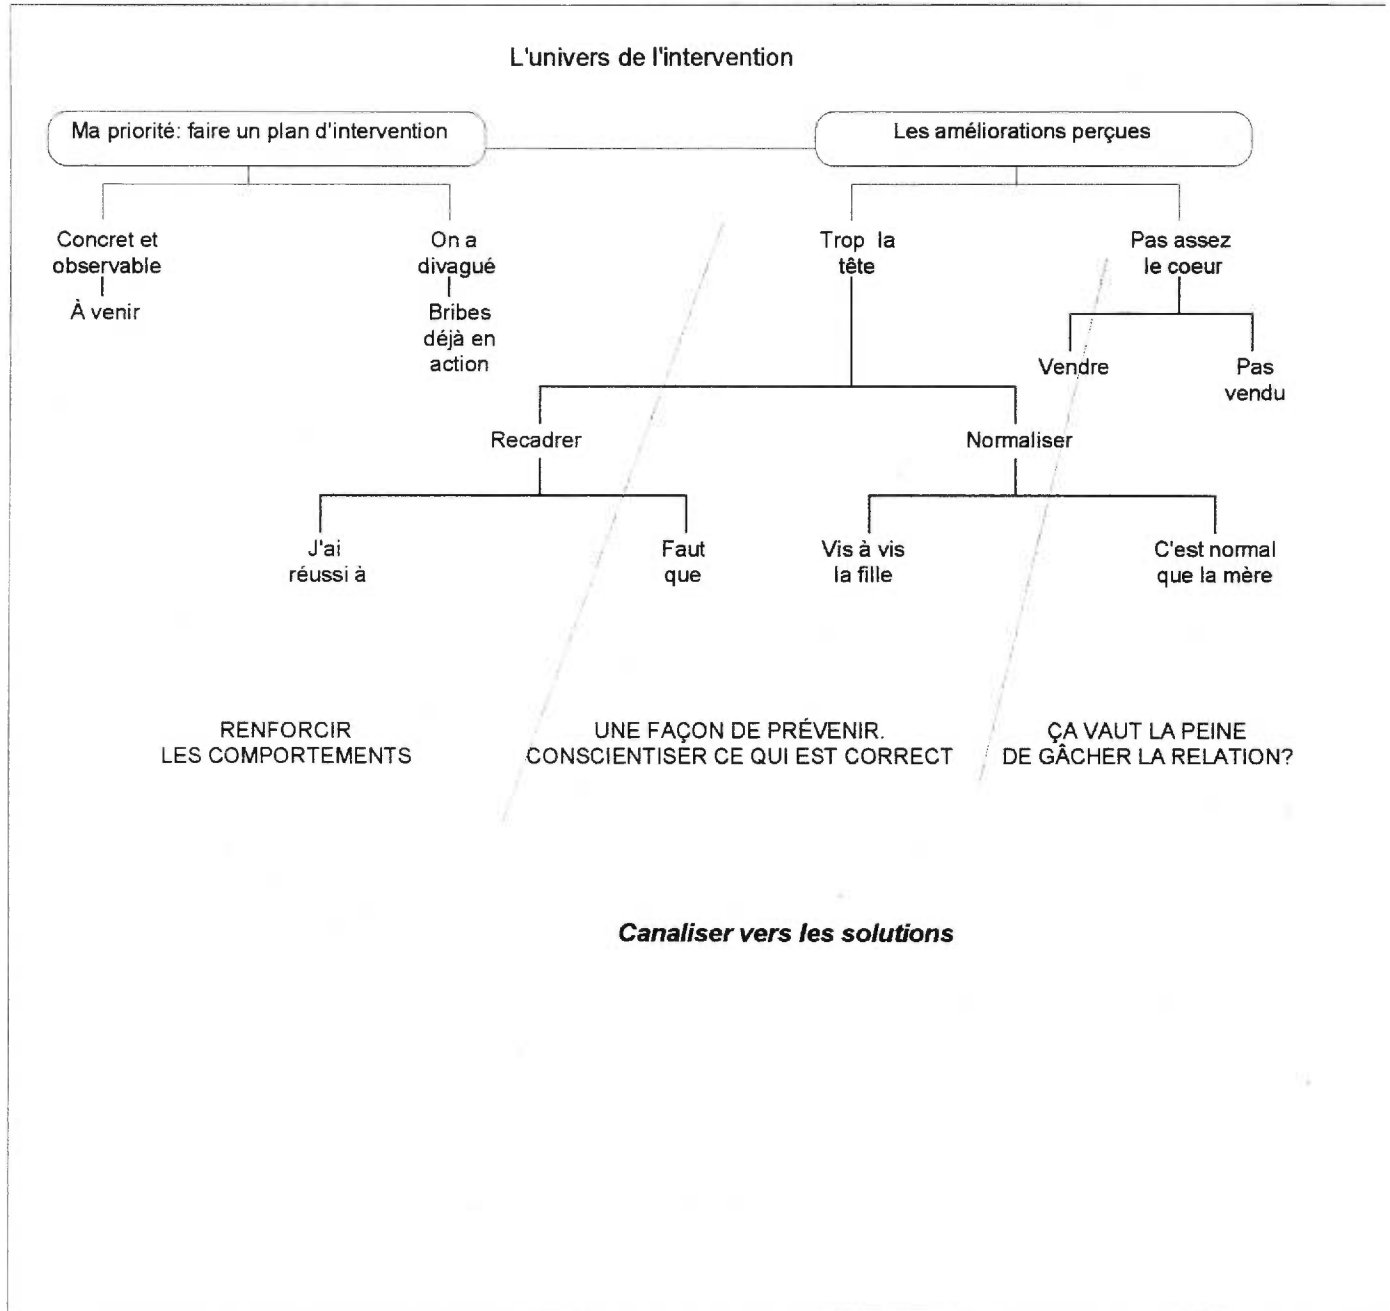 L'univers de l'intervention
Ma priorité: faire un plan d'intervention
Les améliorations perçues
Concret et
observable
À venir
On a
divagué
Bribes
déjà en
action
Trop la
tête
Pas assez
le coeur
Vendre
Pas
vendu
Recadrer
Normaliser
J'ai
réussi à
Faut
que
Vis à vis
la fille
C'est normal
que la mère
RENFORCIR
LES COMPORTEMENTS
UNE FAÇON DE PRÉVENIR.
CONSCIENTISER CE QUI EST CORRECT
ÇA VAUT LA PEINE
DE GÂCHER LA RELATION?
Canaliser vers les solutions